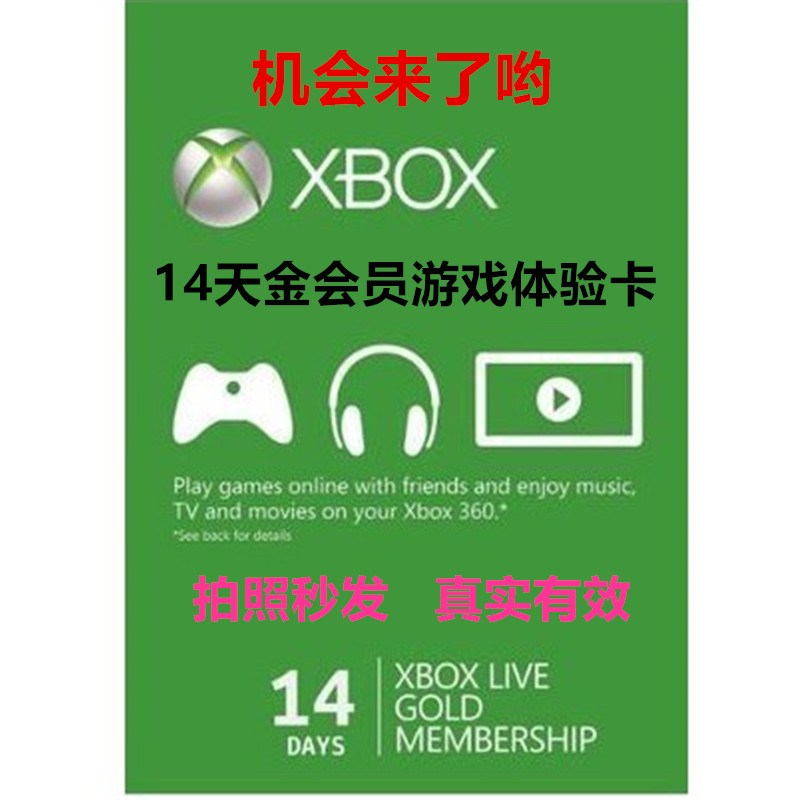 机会来了哟
XBOX
14天金会员游戏体验卡
Play games online with friends and enjoy music,
TV and movies on your Xbox 360.*
*See back for details
拍照秒发 真实有效
14
DAYS
XBOX LIVE
GOLD
MEMBERSHIP